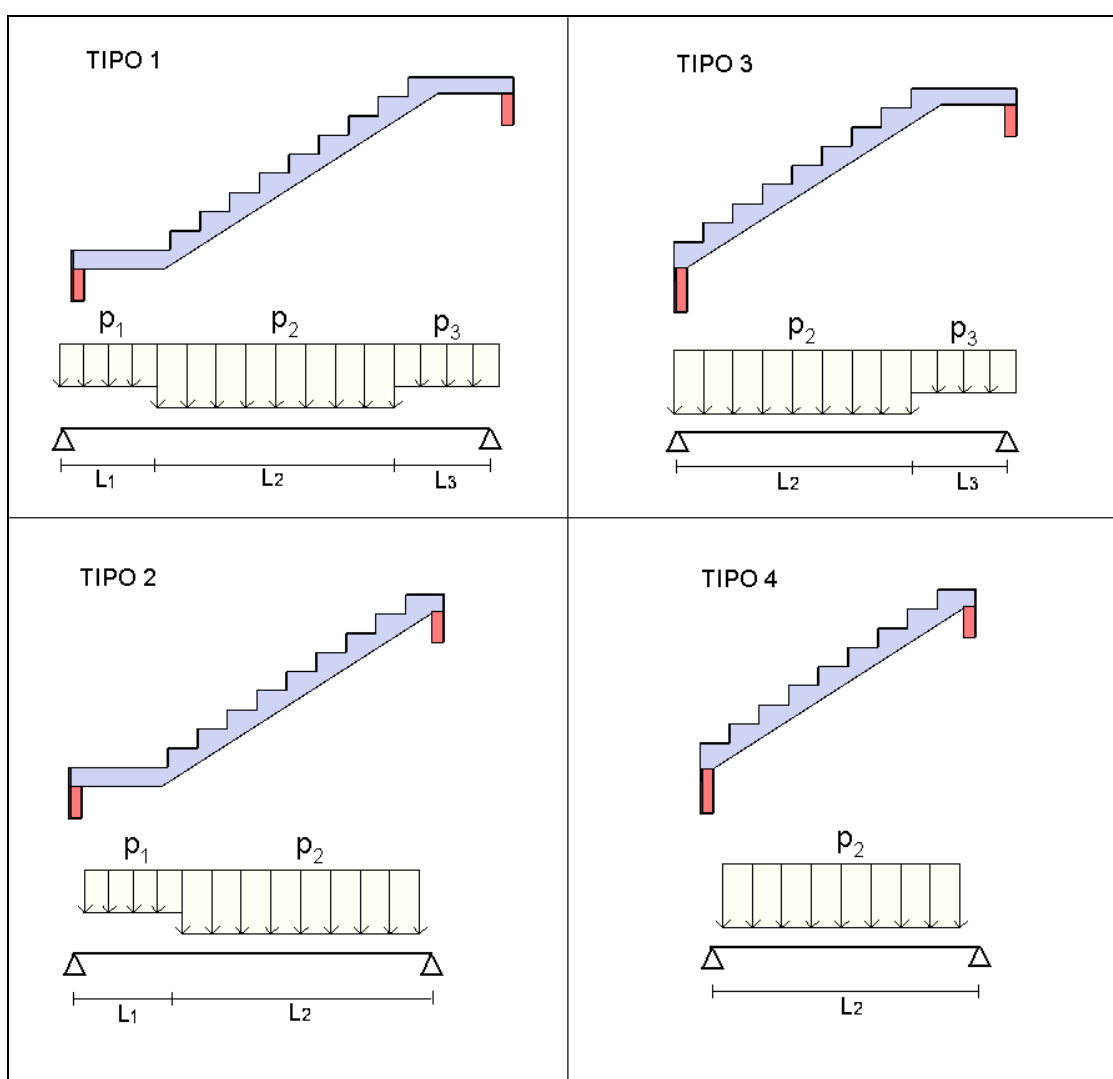 TIPO 1
p₁ p₂ p₃
L₁ L₂ L₃
TIPO 3
p₂ p₃
L₂ L₃
TIPO 2
p₁ p₂
L₁ L₂
TIPO 4
p₂
L₂